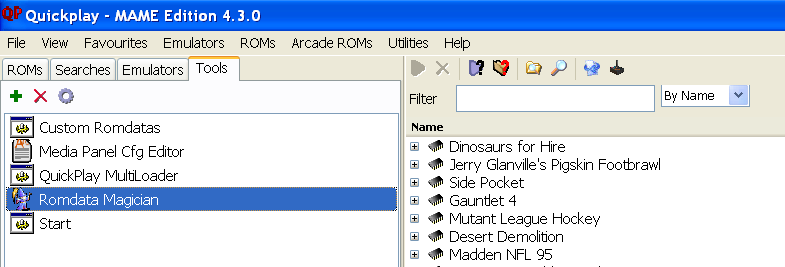 QP Quickplay - MAME Edition 4.3.0
File View Favourites Emulators ROMs Arcade ROMs Utilities Help
ROMs Searches Emulators Tools
Custom Romdatas
Media Panel Cfg Editor
QuickPlay MultiLoader
Romdata Magician
Start
Filter By Name
Name
Dinosaurs for Hire
Jerry Glanville's Pigskin Footbrawl
Side Pocket
Gauntlet 4
Mutant League Hockey
Desert Demolition
Madden NFL 95